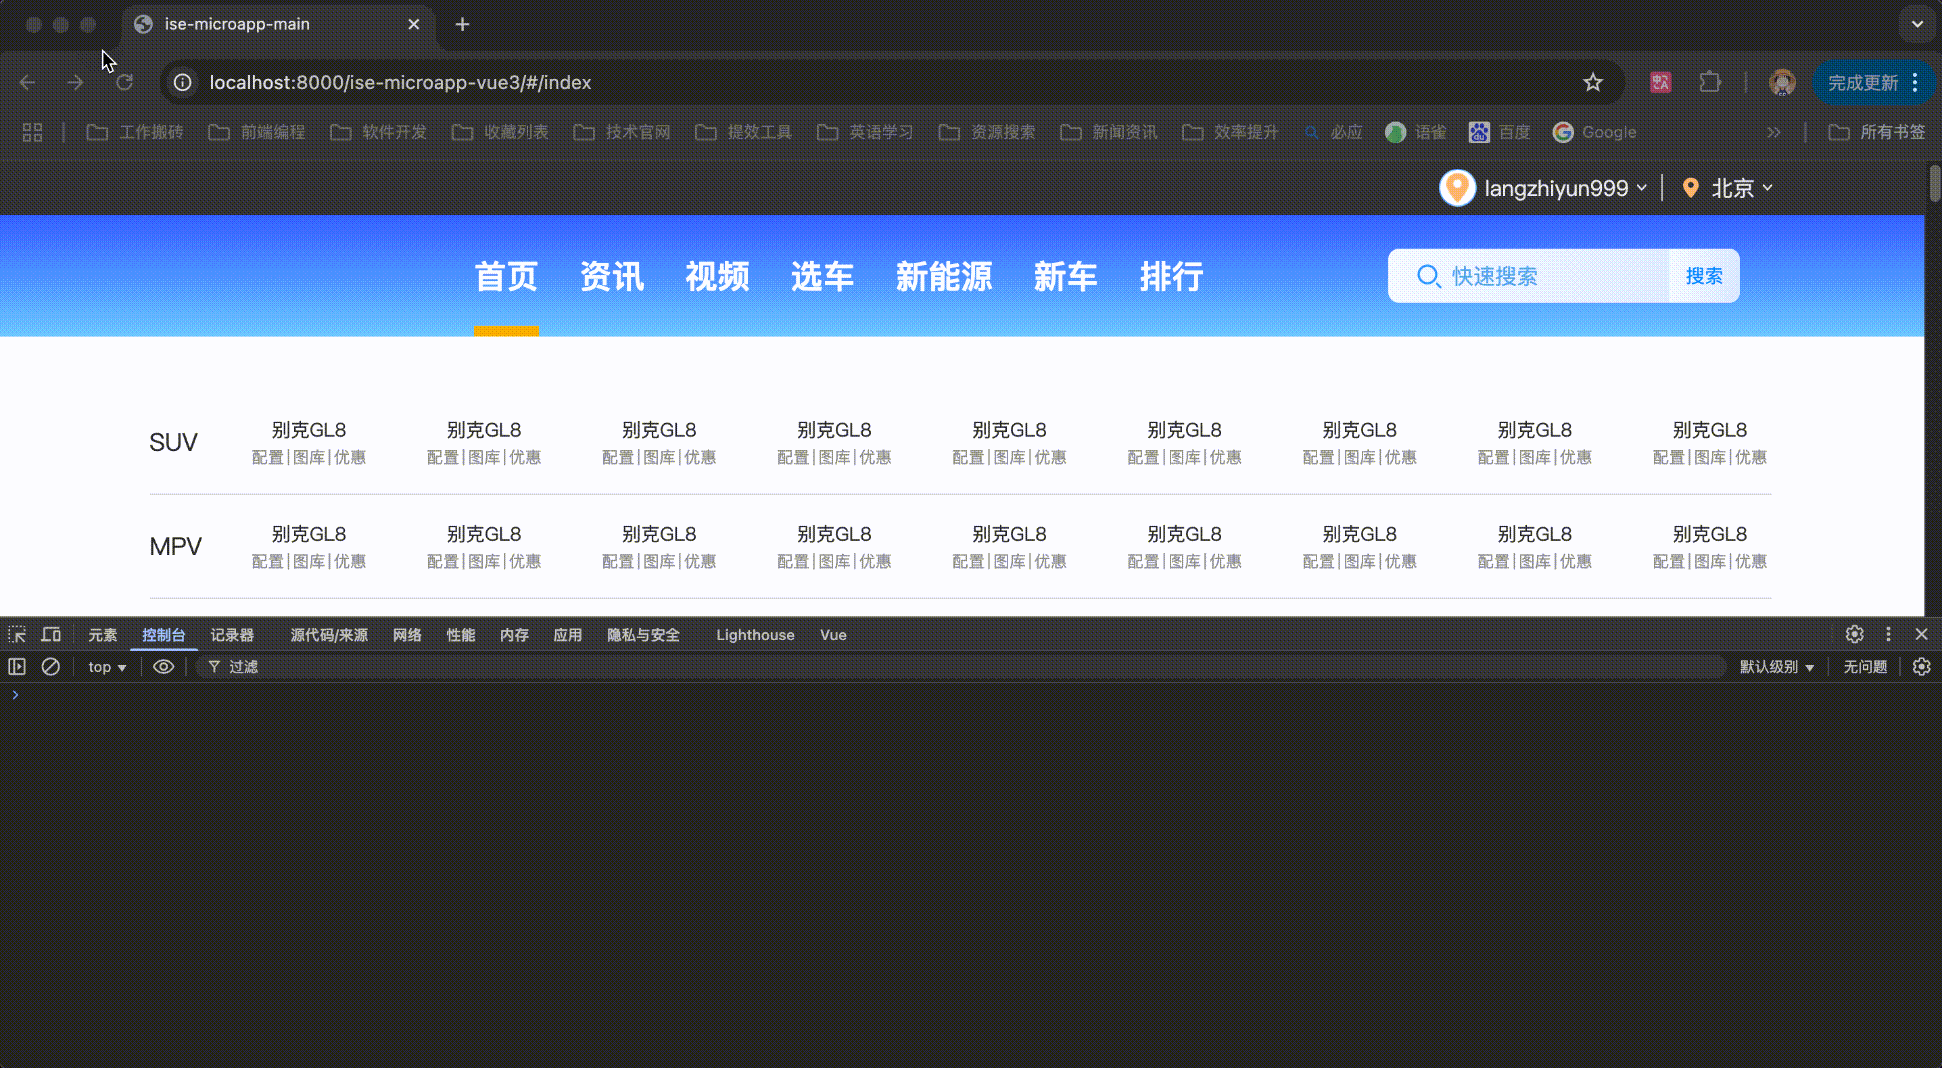 ise-microapp-main
localhost:8000/ise-microapp-vue3/#/index
完成更新
工作搬砖 前端编程 软件开发 收藏列表 技术官网 提效工具 英语学习 资源搜索 新闻资讯 效率提升 必应 语雀 百度 Google 所有书签
langzhiyun999 北京
首页 资讯 视频 选车 新能源 新车 排行 快速搜索 搜索
SUV 别克GL8 别克GL8 别克GL8 别克GL8 别克GL8 别克GL8 别克GL8 别克GL8 别克GL8
配置|图库|优惠 配置|图库|优惠 配置|图库|优惠 配置|图库|优惠 配置|图库|优惠 配置|图库|优惠 配置|图库|优惠 配置|图库|优惠 配置|图库|优惠
MPV 别克GL8 别克GL8 别克GL8 别克GL8 别克GL8 别克GL8 别克GL8 别克GL8 别克GL8
配置|图库|优惠 配置|图库|优惠 配置|图库|优惠 配置|图库|优惠 配置|图库|优惠 配置|图库|优惠 配置|图库|优惠 配置|图库|优惠 配置|图库|优惠
元素 控制台 记录器 源代码/来源 网络 性能 内存 应用 隐私与安全 Lighthouse Vue
top 过滤 默认级别 无问题